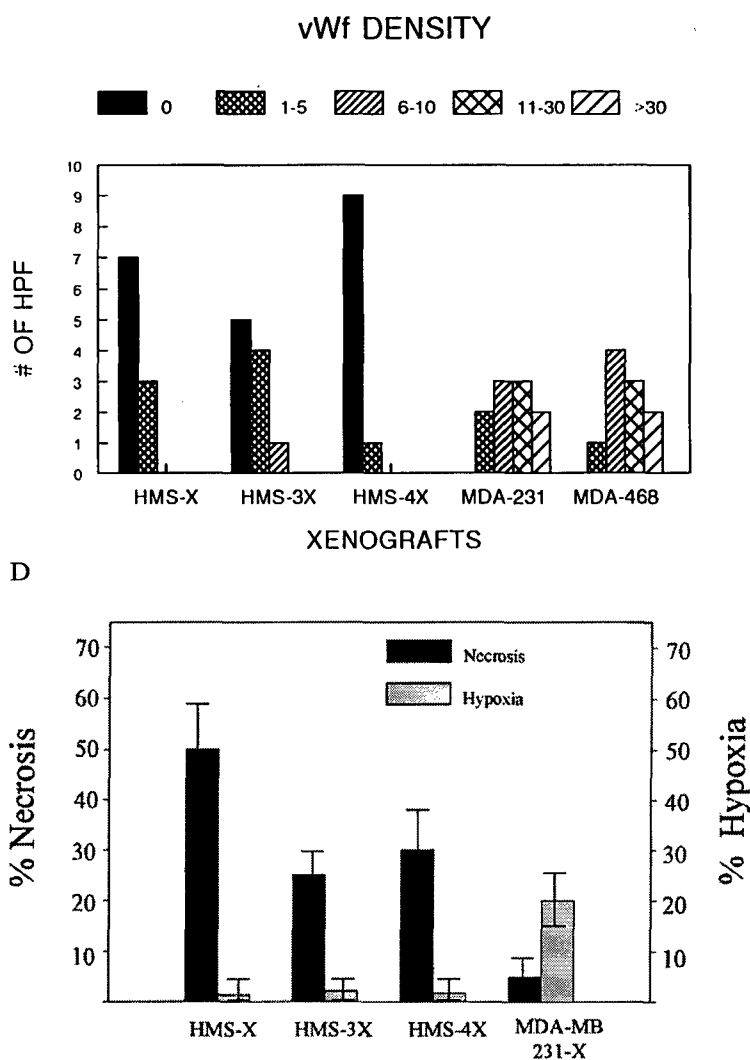 vWf DENSITY
0 1-5 6-10 11-30 >30
10
9
8
7
6
5
4
3
2
1
0
# OF HPF
HMS-X HMS-3X HMS-4X MDA-231 MDA-468
XENOGRAFTS
D
70 70
60 60
50 50
40 40
30 30
20 20
10 10
% Necrosis
% Hypoxia
Necrosis
Hypoxia
HMS-X HMS-3X HMS-4X MDA-MB
231-X